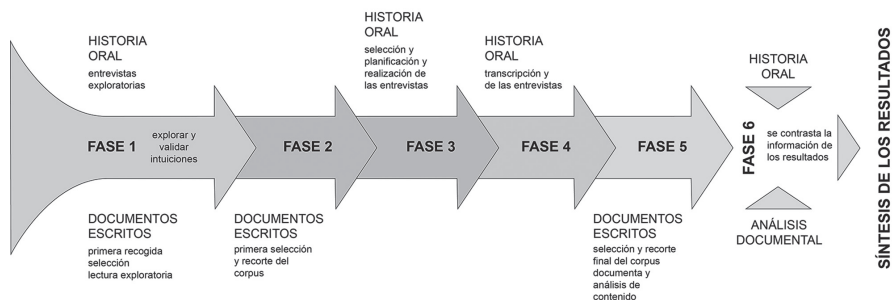 HISTORIA
ORAL
entrevistas
exploratorias
FASE 1
explorar y
validar
intuiciones
DOCUMENTOS
ESCRITOS
primera recogida
selección
lectura exploratoria
FASE 2
DOCUMENTOS
ESCRITOS
primera selección
y recorte del
corpus
HISTORIA
ORAL
selección y
planificación y
realización de
las entrevistas
FASE 3
HISTORIA
ORAL
transcripción y
de las entrevistas
FASE 4
FASE 5
DOCUMENTOS
ESCRITOS
selección y recorte
final del corpus
documenta y
análisis de
contenido
HISTORIA
ORAL
FASE 6
se contrasta la
información de
los resultados
ANÁLISIS
DOCUMENTAL
SÍNTESIS DE LOS RESULTADOS